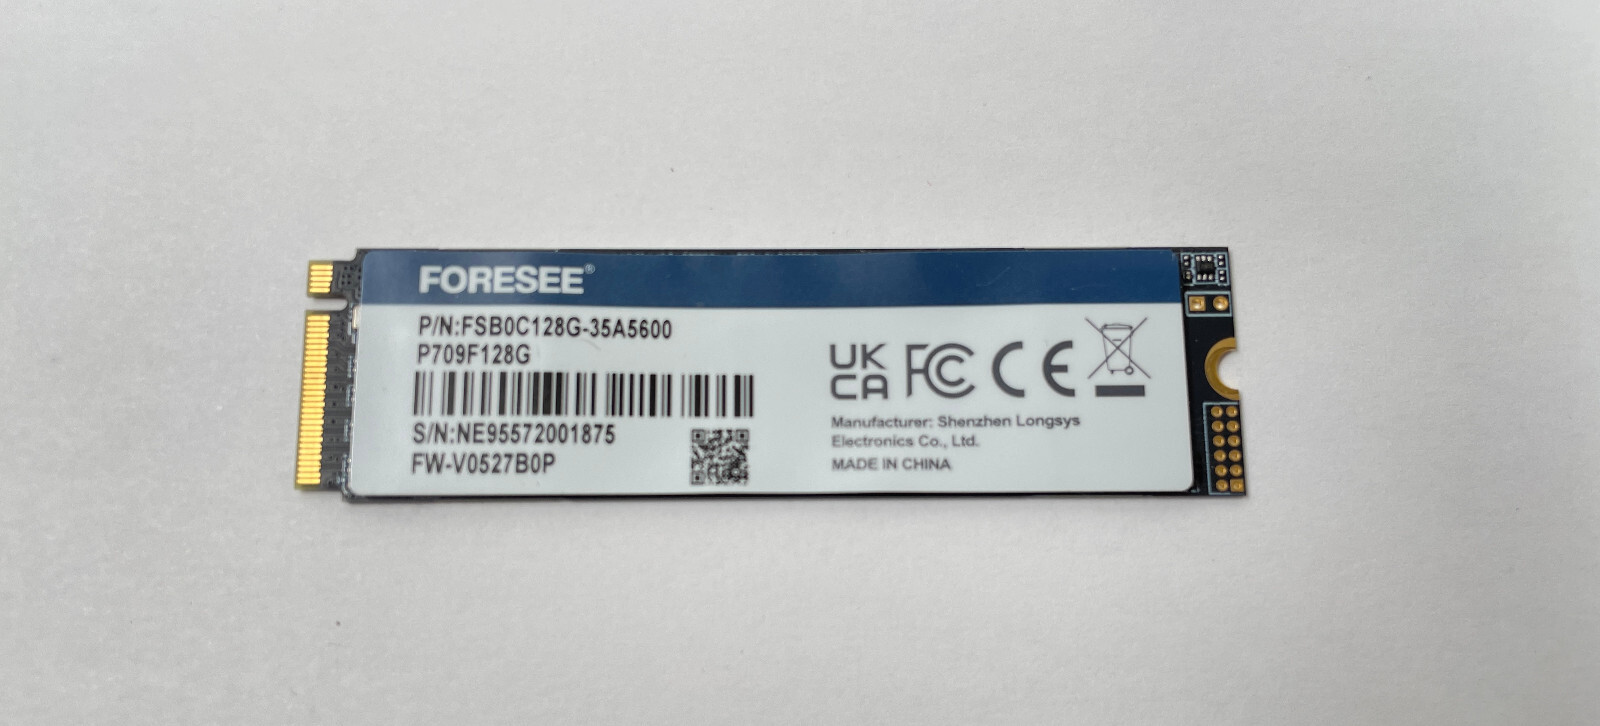 FORESEE®
P/N:FSB0C128G-35A5600
P709F128G
S/N:NE95572001875
FW-V0527B0P
UK
CA
FC CE
Manufacturer: Shenzhen Longsys
Electronics Co., Ltd.
MADE IN CHINA